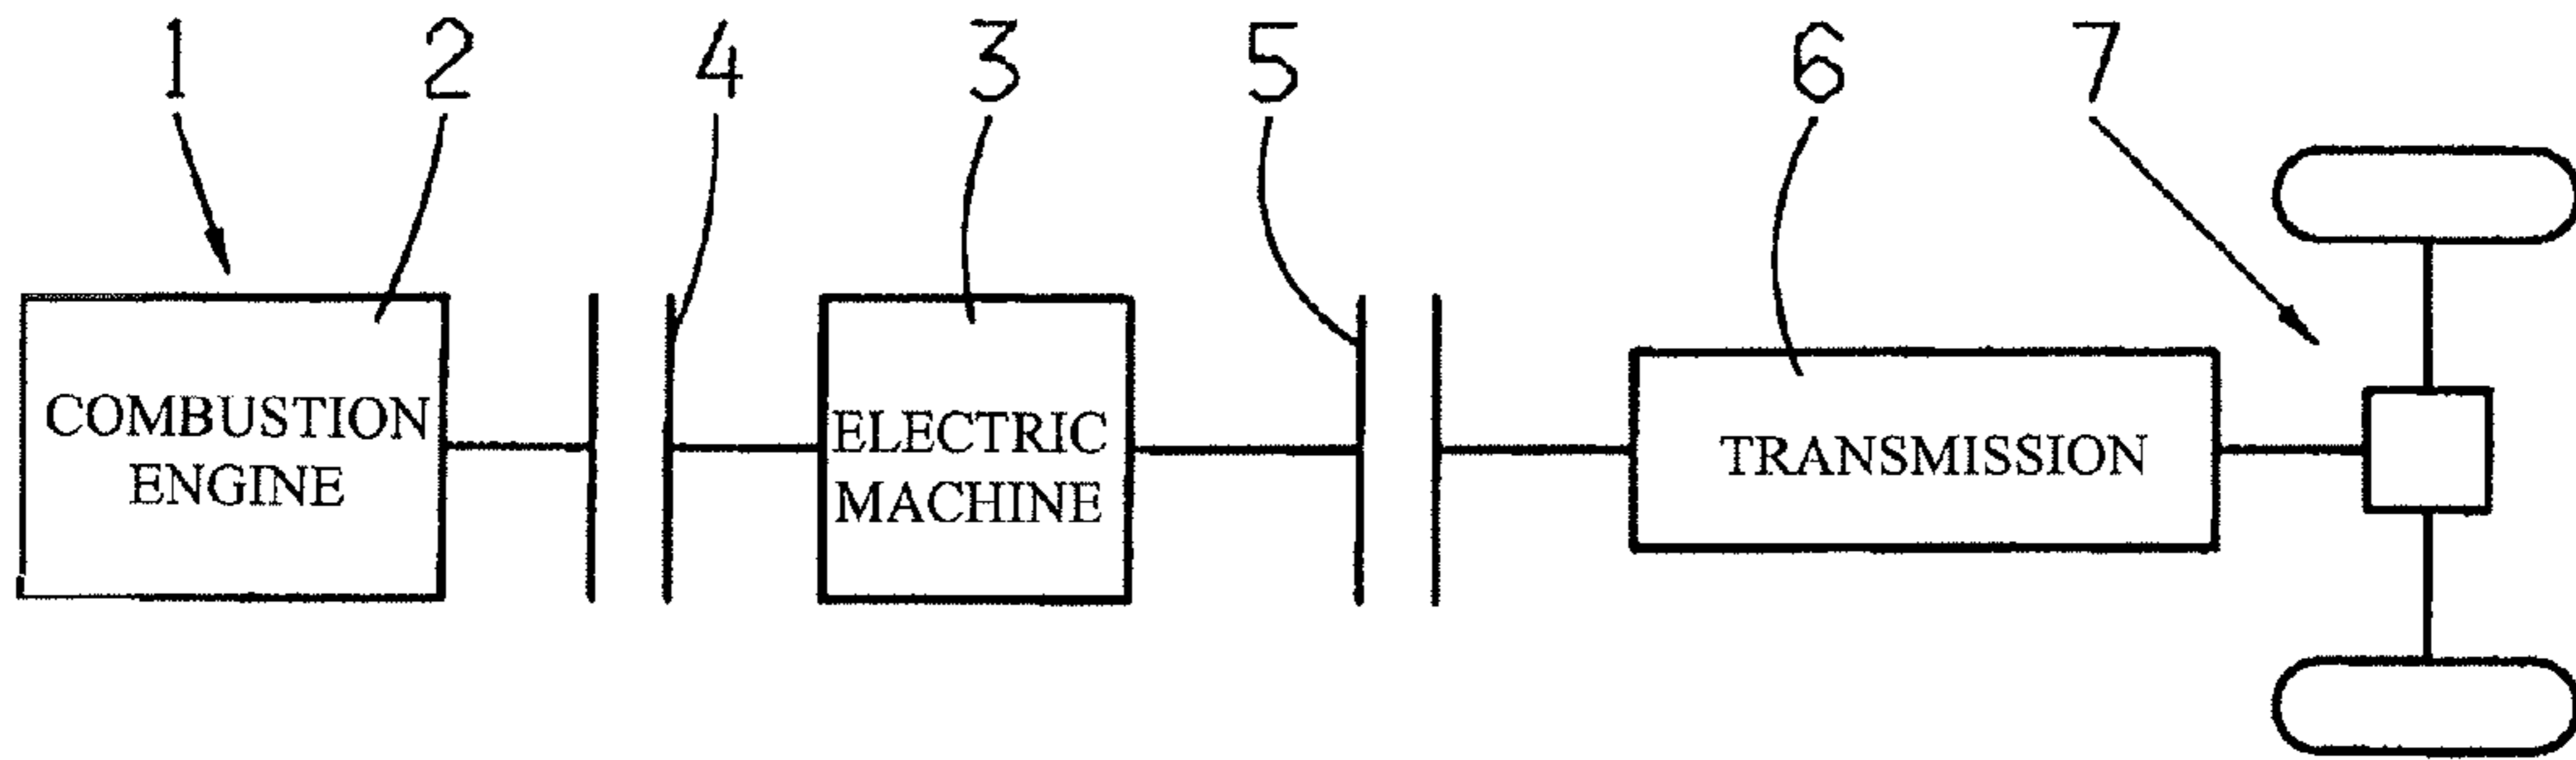 1 2 4 3 5 6 7
COMBUSTION
ENGINE
ELECTRIC
MACHINE
TRANSMISSION